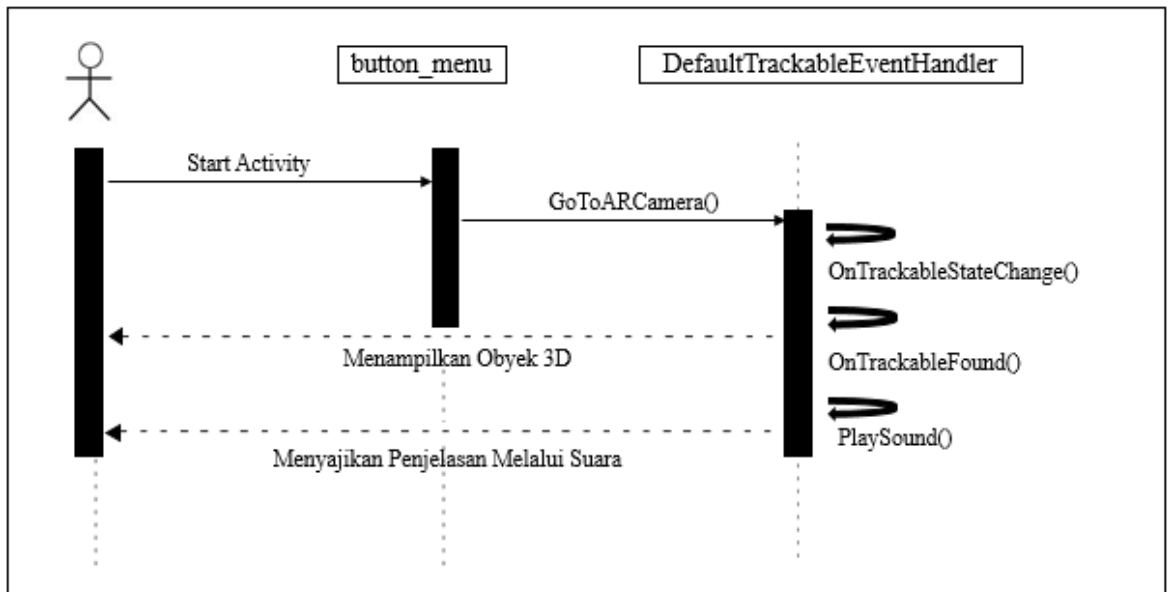 button_menu
DefaultTrackableEventHandler
Start Activity
GoToARCamera()
OnTrackableStateChange()
Menampilkan Obyek 3D
OnTrackableFound()
PlaySound()
Menyajikan Penjelasan Melalui Suara